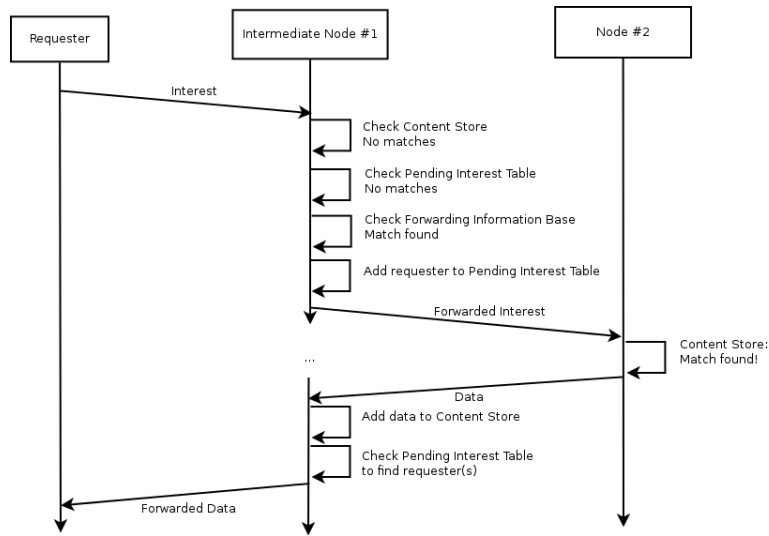 Requester
Intermediate Node #1
Node #2
Interest
Check Content Store
No matches
Check Pending Interest Table
No matches
Check Forwarding Information Base
Match found
Add requester to Pending Interest Table
Forwarded Interest
Content Store:
Match found!
...
Data
Add data to Content Store
Check Pending Interest Table
to find requester(s)
Forwarded Data